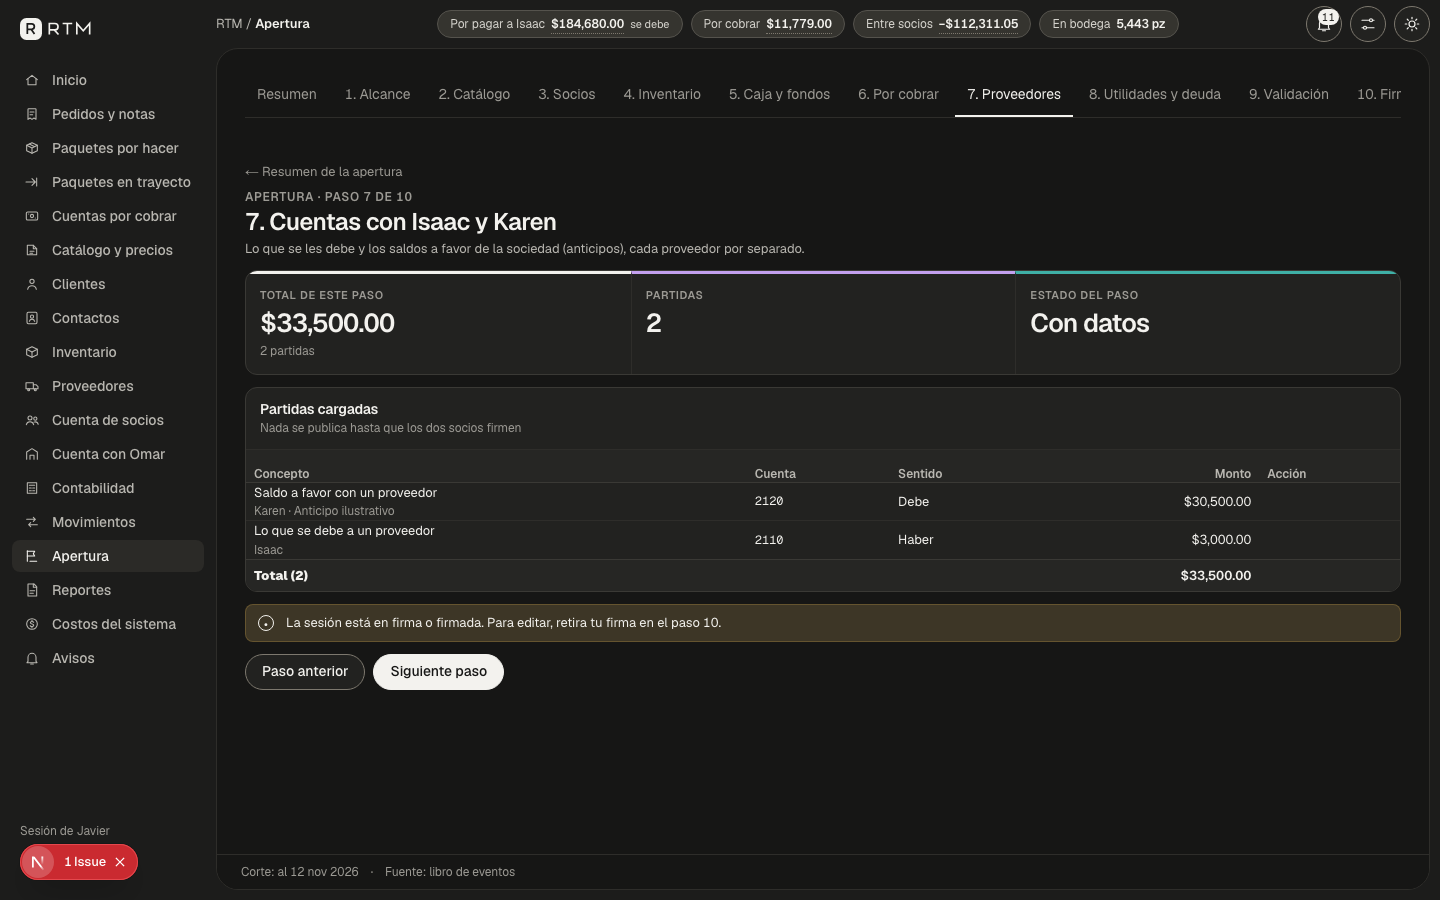 R RTM
RTM / Apertura
Por pagar a Isaac $184,680.00 se debe
Por cobrar $11,779.00
Entre socios −$112,311.05
En bodega 5,443 pz
11
Inicio
Pedidos y notas
Paquetes por hacer
Paquetes en trayecto
Cuentas por cobrar
Catálogo y precios
Clientes
Contactos
Inventario
Proveedores
Cuenta de socios
Cuenta con Omar
Contabilidad
Movimientos
Apertura
Reportes
Costos del sistema
Avisos
Sesión de Javier
N 1 Issue
Resumen 1. Alcance 2. Catálogo 3. Socios 4. Inventario 5. Caja y fondos 6. Por cobrar 7. Proveedores 8. Utilidades y deuda 9. Validación 10. Firr
← Resumen de la apertura
APERTURA · PASO 7 DE 10
7. Cuentas con Isaac y Karen
Lo que se les debe y los saldos a favor de la sociedad (anticipos), cada proveedor por separado.
TOTAL DE ESTE PASO
$33,500.00
2 partidas
PARTIDAS
2
ESTADO DEL PASO
Con datos
Partidas cargadas
Nada se publica hasta que los dos socios firmen
Concepto Cuenta Sentido Monto Acción
Saldo a favor con un proveedor 2120 Debe $30,500.00
Karen · Anticipo ilustrativo
Lo que se debe a un proveedor 2110 Haber $3,000.00
Isaac
Total (2) $33,500.00
La sesión está en firma o firmada. Para editar, retira tu firma en el paso 10.
Paso anterior
Siguiente paso
Corte: al 12 nov 2026 · Fuente: libro de eventos